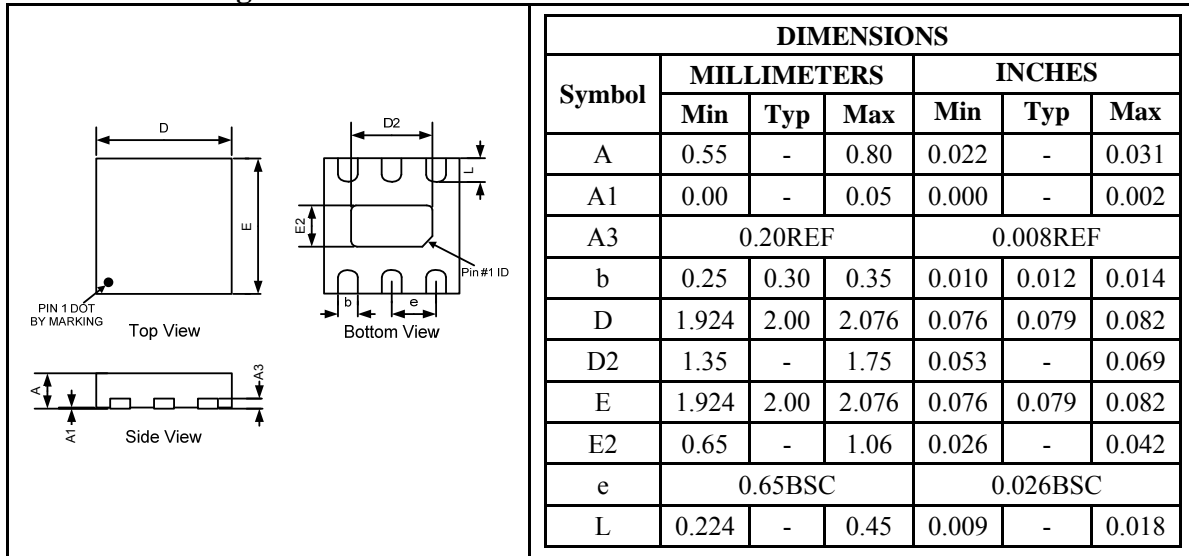 D
E
PIN 1 DOT
BY MARKING
Top View
D2
L
E2
Pin #1 ID
b
e
Bottom View
A
A1
A3
Side View
DIMENSIONS
Symbol MILLIMETERS INCHES
Min Typ Max Min Typ Max
A 0.55 - 0.80 0.022 - 0.031
A1 0.00 - 0.05 0.000 - 0.002
A3 0.20REF 0.008REF
b 0.25 0.30 0.35 0.010 0.012 0.014
D 1.924 2.00 2.076 0.076 0.079 0.082
D2 1.35 - 1.75 0.053 - 0.069
E 1.924 2.00 2.076 0.076 0.079 0.082
E2 0.65 - 1.06 0.026 - 0.042
e 0.65BSC 0.026BSC
L 0.224 - 0.45 0.009 - 0.018